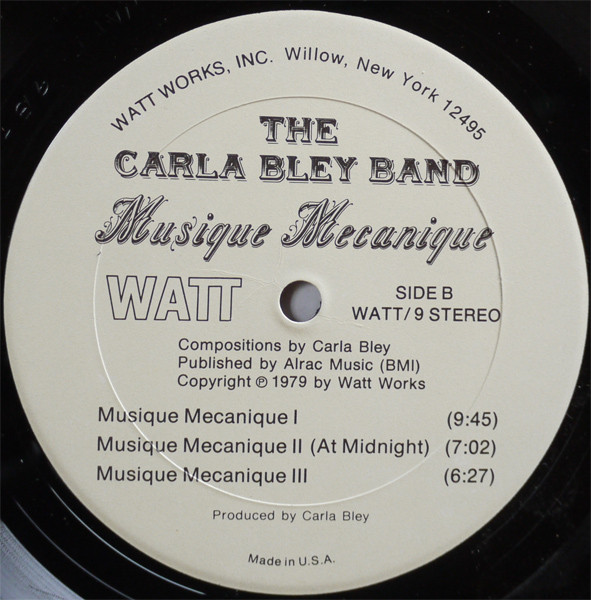 WATT WORKS, INC. Willow, New York 12495
THE
CARLA BLEY BAND
Musique Mecanique
WATT
SIDE B
WATT/9 STEREO
Compositions by Carla Bley
Published by Alrac Music (BMI)
Copyright ℗ 1979 by Watt Works
Musique Mecanique I (9:45)
Musique Mecanique II (At Midnight) (7:02)
Musique Mecanique III (6:27)
Produced by Carla Bley
Made in U.S.A.